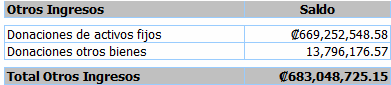 Otros Ingresos Saldo
Donaciones de activos fijos ₡669,252,548.58
Donaciones otros bienes 13,796,176.57
Total Otros Ingresos ₡683,048,725.15